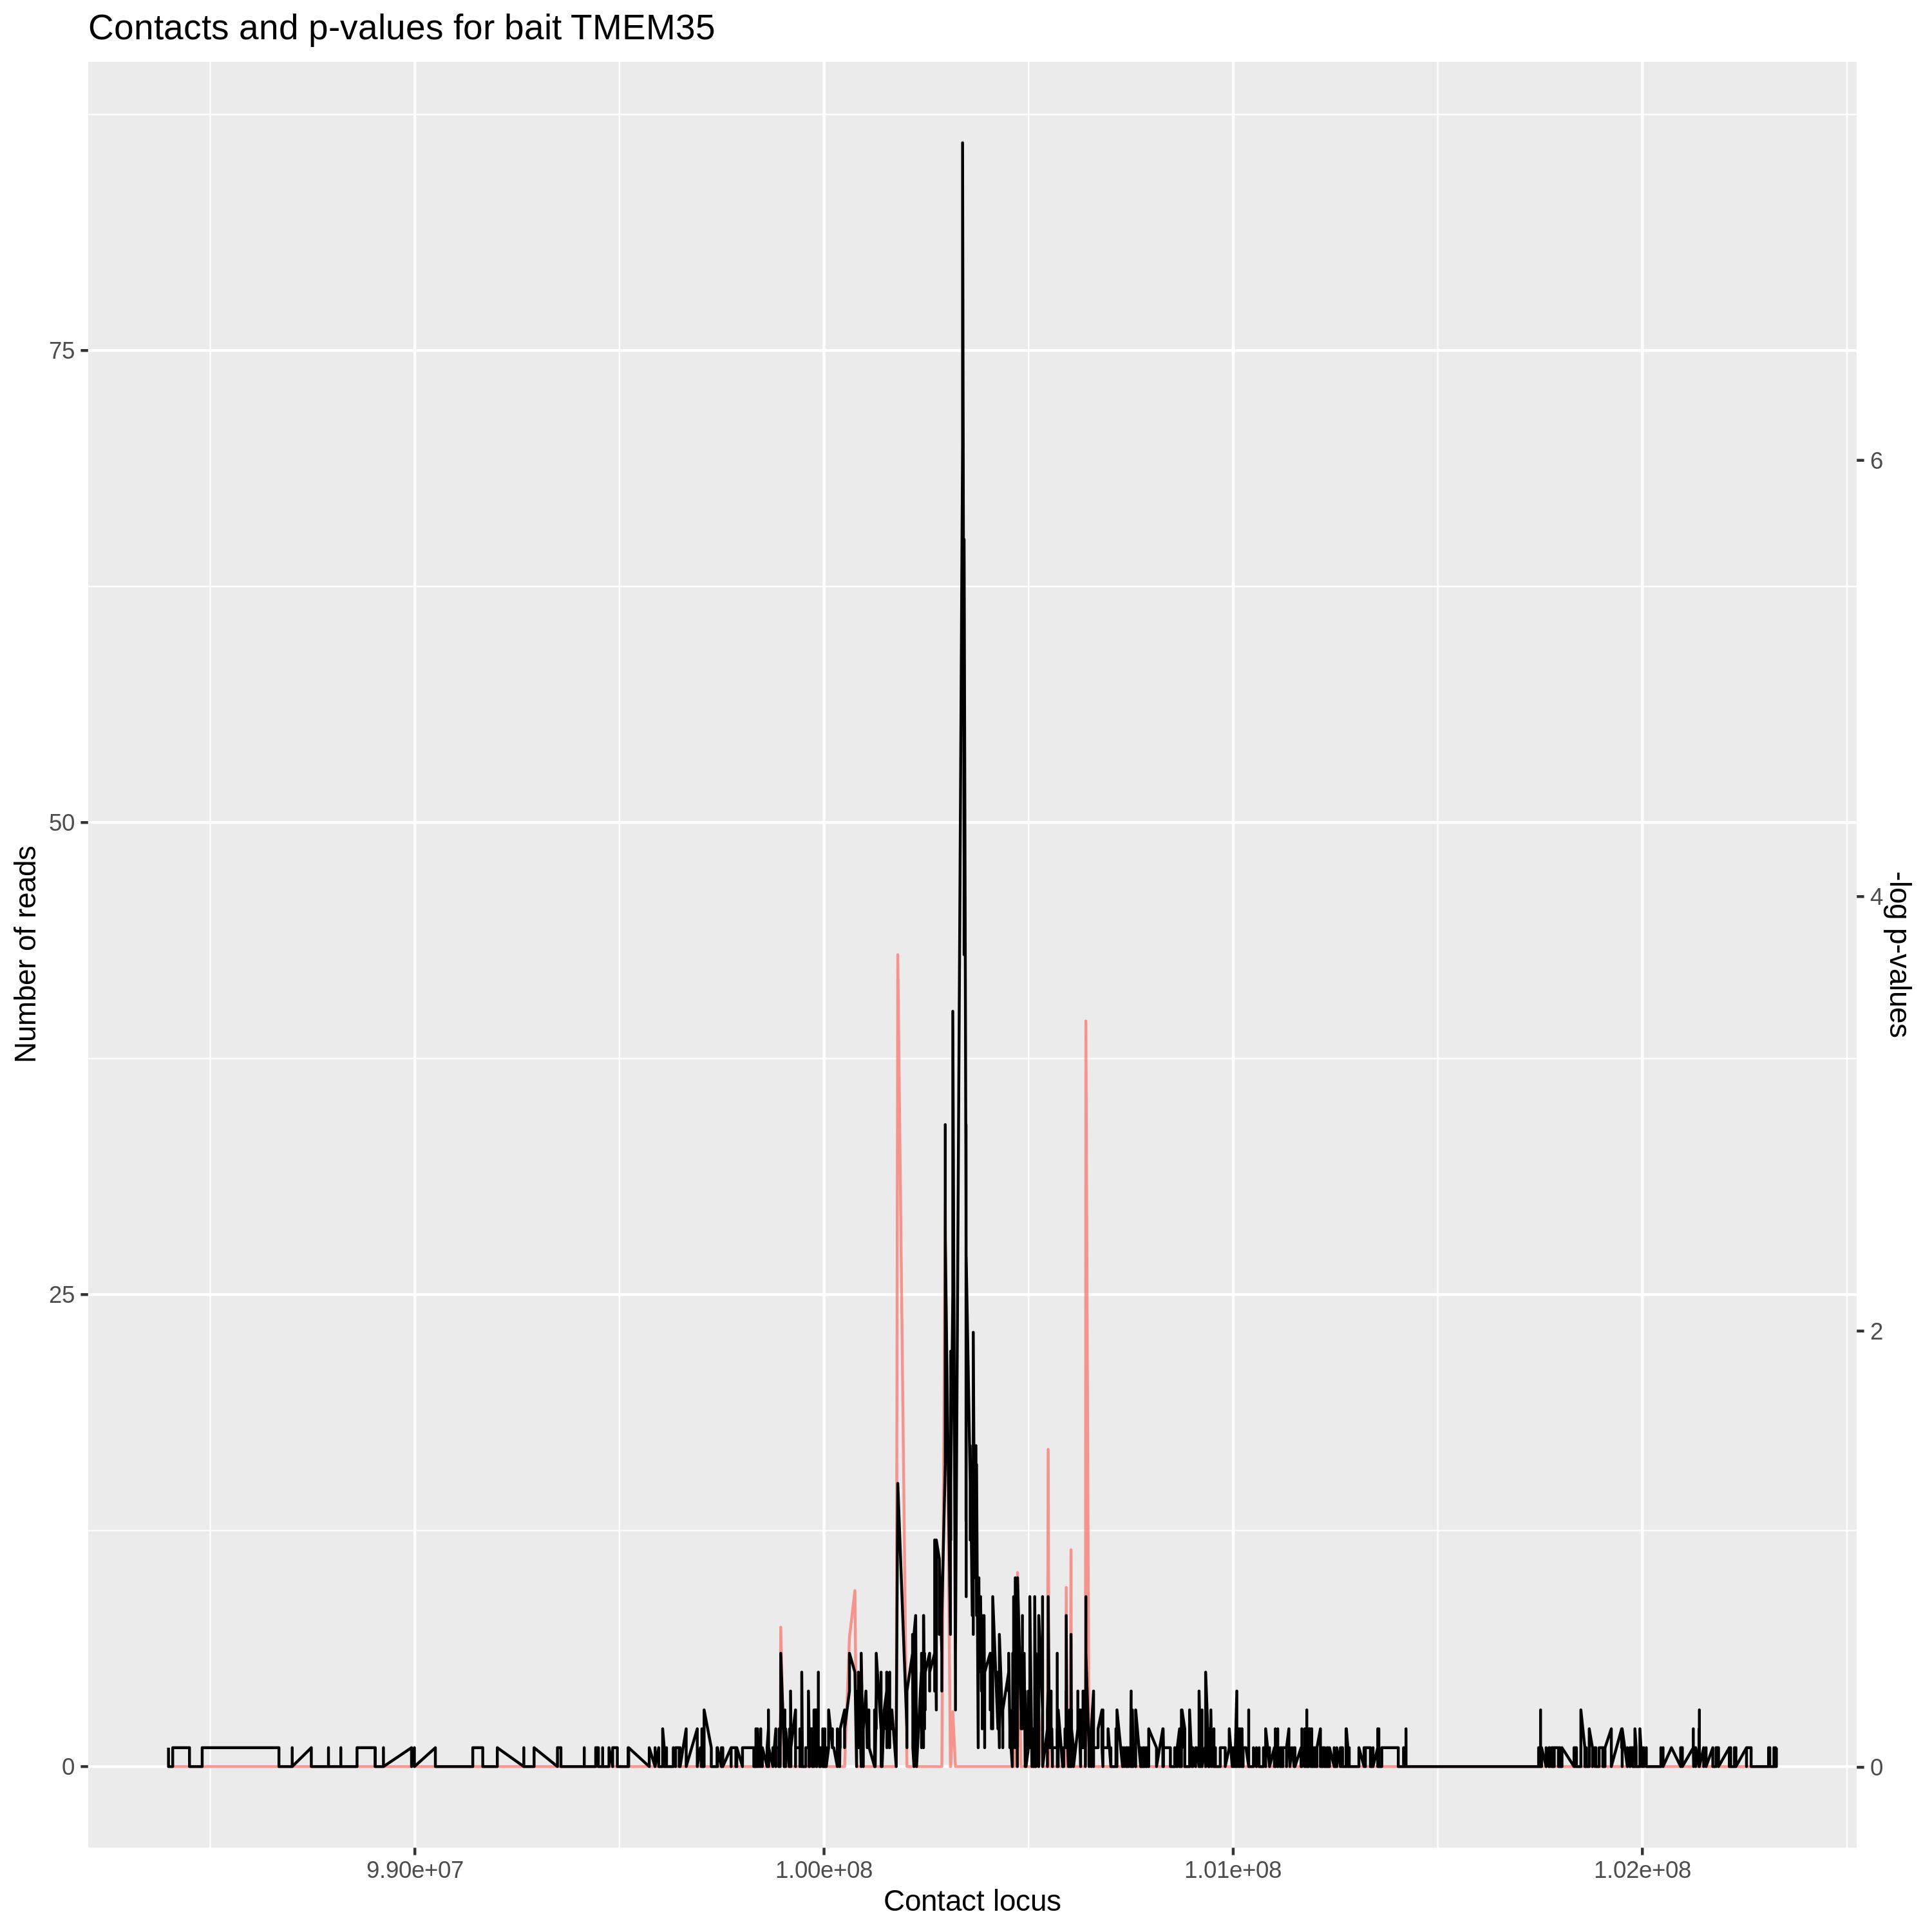 Contacts and p-values for bait TMEM35
75
50
25
0
Number of reads
6
4
2
0
-log p-values
9.90e+07
1.00e+08
1.01e+08
1.02e+08
Contact locus